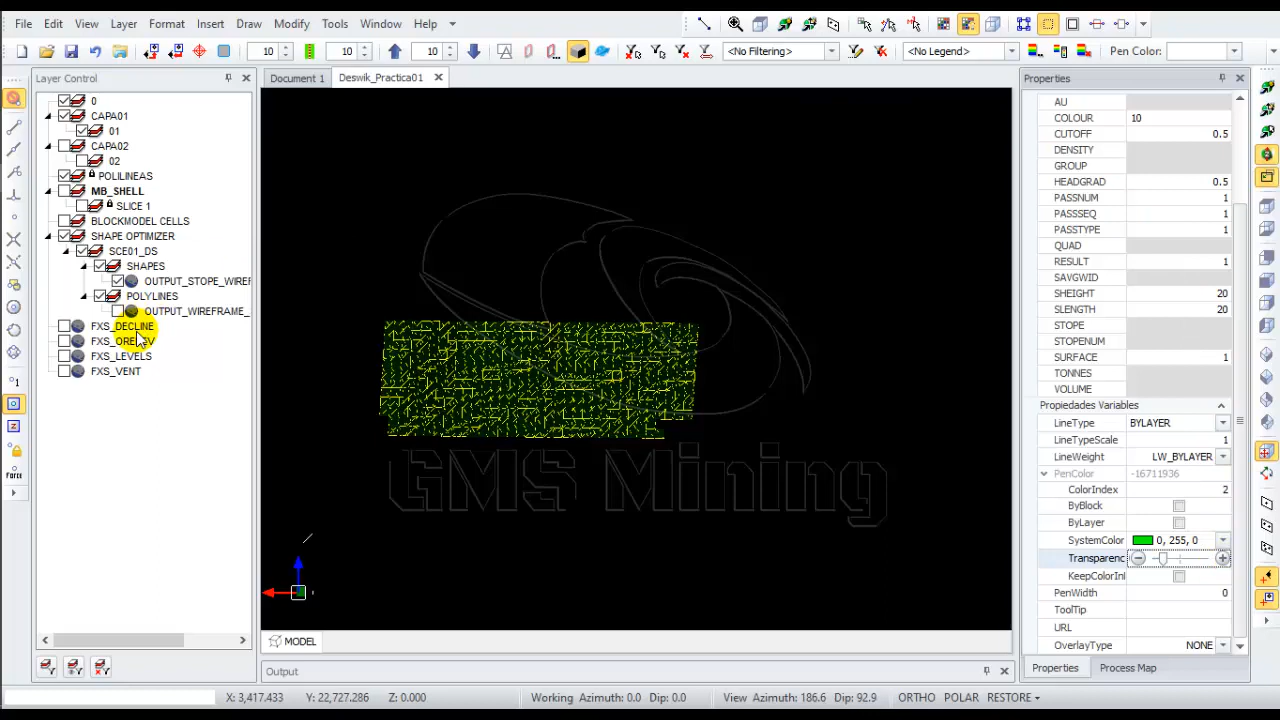 File Edit View Layer Format Insert Draw Modify Tools Window Help
10 10 10 <No Filtering> <No Legend> Pen Color:
Layer Control
0
CAPA01
01
CAPA02
02
POLILINEAS
MB_SHELL
SLICE 1
BLOCKMODEL CELLS
SHAPE OPTIMIZER
SCE01_DS
SHAPES
OUTPUT_STOPE_WIREF
POLYLINES
OUTPUT_WIREFRAME_
FXS_DECLINE
FXS_LEVELS
FXS_VENT
1
Force
Document 1 Deswik_Practica01
GMS Mining
MODEL
Output
Properties
AU
COLOUR 10
CUTOFF 0.5
DENSITY
GROUP
HEADGRAD 0.5
PASSNUM 1
PASSSEQ 1
PASSTYPE 1
QUAD
RESULT 1
SAVGWID
SHEIGHT 20
SLENGTH 20
STOPE
STOPENUM
SURFACE 1
TONNES
VOLUME
Propiedades Variables
LineType BYLAYER
LineTypeScale 1
LineWeight LW_BYLAYER
PenColor -16711936
ColorIndex 2
ByBlock
ByLayer
SystemColor 0, 255, 0
Transparenc
KeepColorInl
PenWidth 0
ToolTip
URL
OverlayType NONE
Properties Process Map
X: 3,417.433 Y: 22,727.286 Z: 0.000 Working Azimuth: 0.0 Dip: 0.0 View Azimuth: 186.6 Dip: 92.9 ORTHO POLAR RESTORE